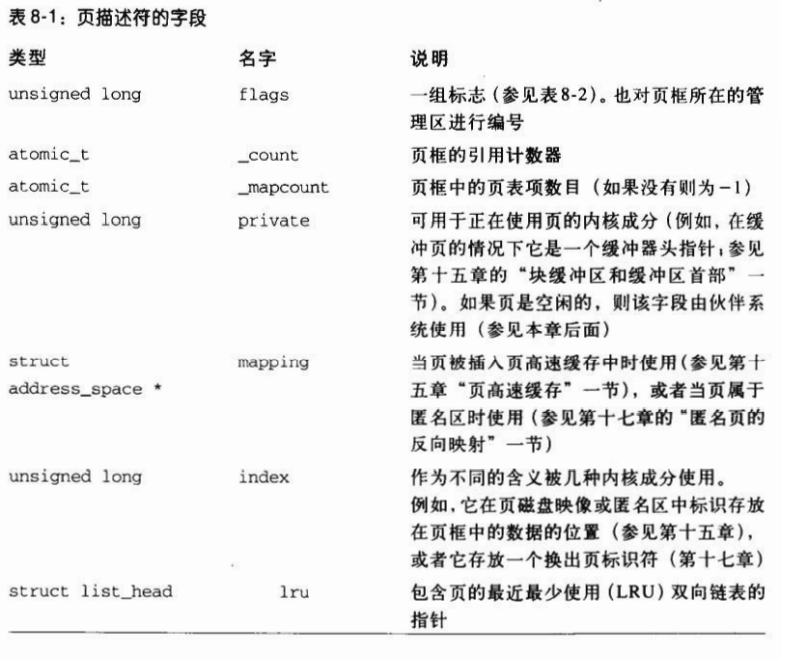 表8-1：页描述符的字段
类型 名字 说明
unsigned long flags 一组标志（参见表8-2）。也对页框所在的管
理区进行编号
atomic_t _count 页框的引用计数器
atomic_t _mapcount 页框中的页表项数目（如果没有则为－1）
unsigned long private 可用于正在使用页的内核成分（例如，在缓
冲页的情况下它是一个缓冲器头指针；参见
第十五章的“块缓冲区和缓冲区首部”一
节）。如果页是空闲的，则该字段由伙伴系
统使用（参见本章后面）
struct mapping 当页被插入页高速缓存中时使用（参见第十
address_space * 五章“页高速缓存”一节），或者当页属于
匿名区时使用（参见第十七章的“匿名页的
反向映射”一节）
unsigned long index 作为不同的含义被几种内核成分使用。
例如，它在页磁盘映像或匿名区中标识存放
在页框中的数据的位置（参见第十五章），
或者它存放一个换出页标识符（第十七章）
struct list_head lru 包含页的最近最少使用（LRU）双向链表的
指针